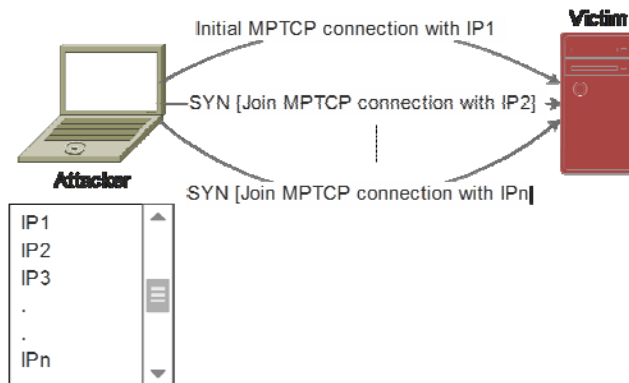 Victim
Initial MPTCP connection with IP1
SYN [Join MPTCP connection with IP2]
SYN [Join MPTCP connection with IPn]
Attacker
IP1
IP2
IP3
.
.
IPn